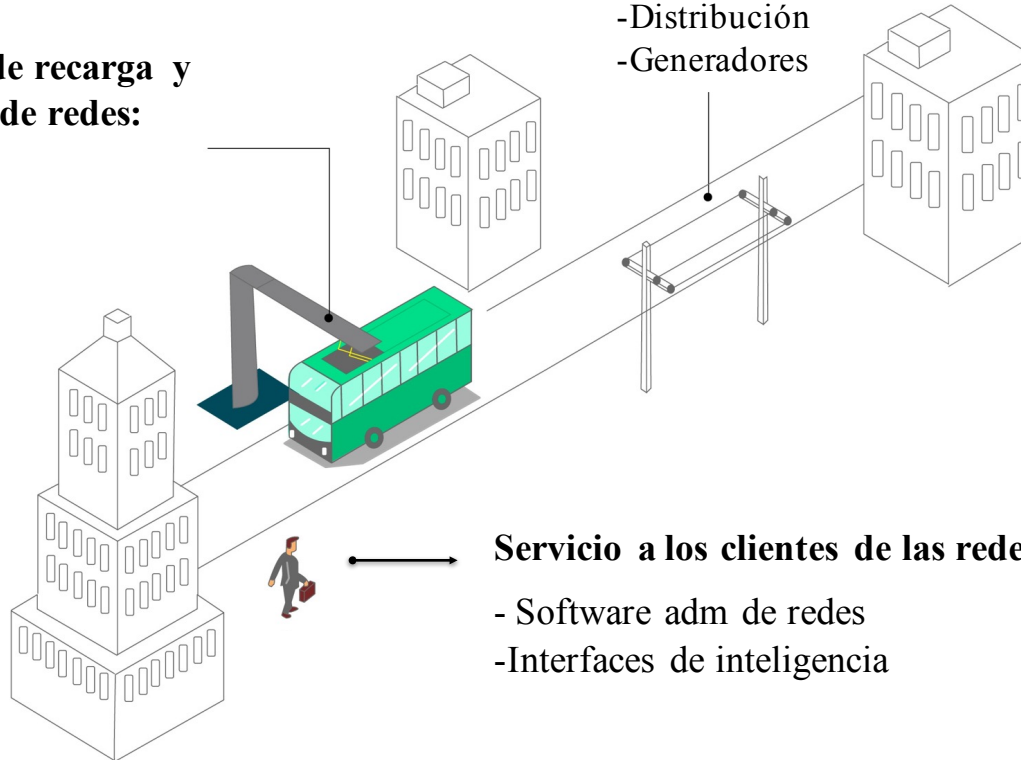 -Distribución
-Generadores
de recarga y
de redes:
Servicio a los clientes de las rede
- Software adm de redes
-Interfaces de inteligencia